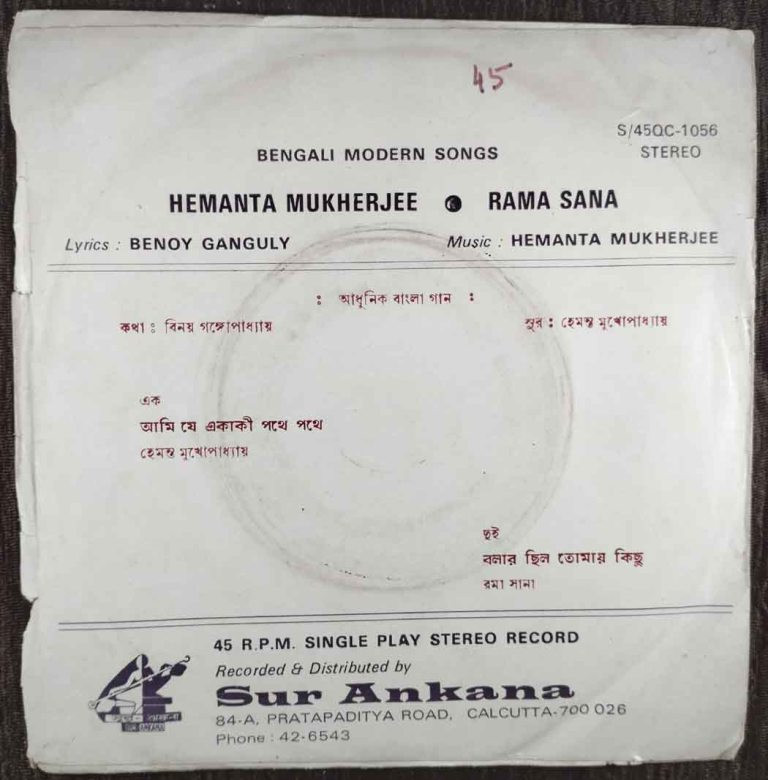 45
S/45QC-1056
STEREO
BENGALI MODERN SONGS
HEMANTA MUKHERJEE RAMA SANA
Lyrics : BENOY GANGULY Music : HEMANTA MUKHERJEE
: আধুনিক বাংলা গান :
কথা : বিনয় গঙ্গোপাধ্যায় সুর : হেমন্ত মুখোপাধ্যায়
এক
আমি যে একাকী পথে পথে
হেমন্ত মুখোপাধ্যায়
দুই
বলার ছিল তোমায় কিছু
রমা সানা
45 R.P.M. SINGLE PLAY STEREO RECORD
Recorded & Distributed by
Sur Ankana
84-A, PRATAPADITYA ROAD, CALCUTTA-700 026
Phone : 42-6543
SUR ANKANA